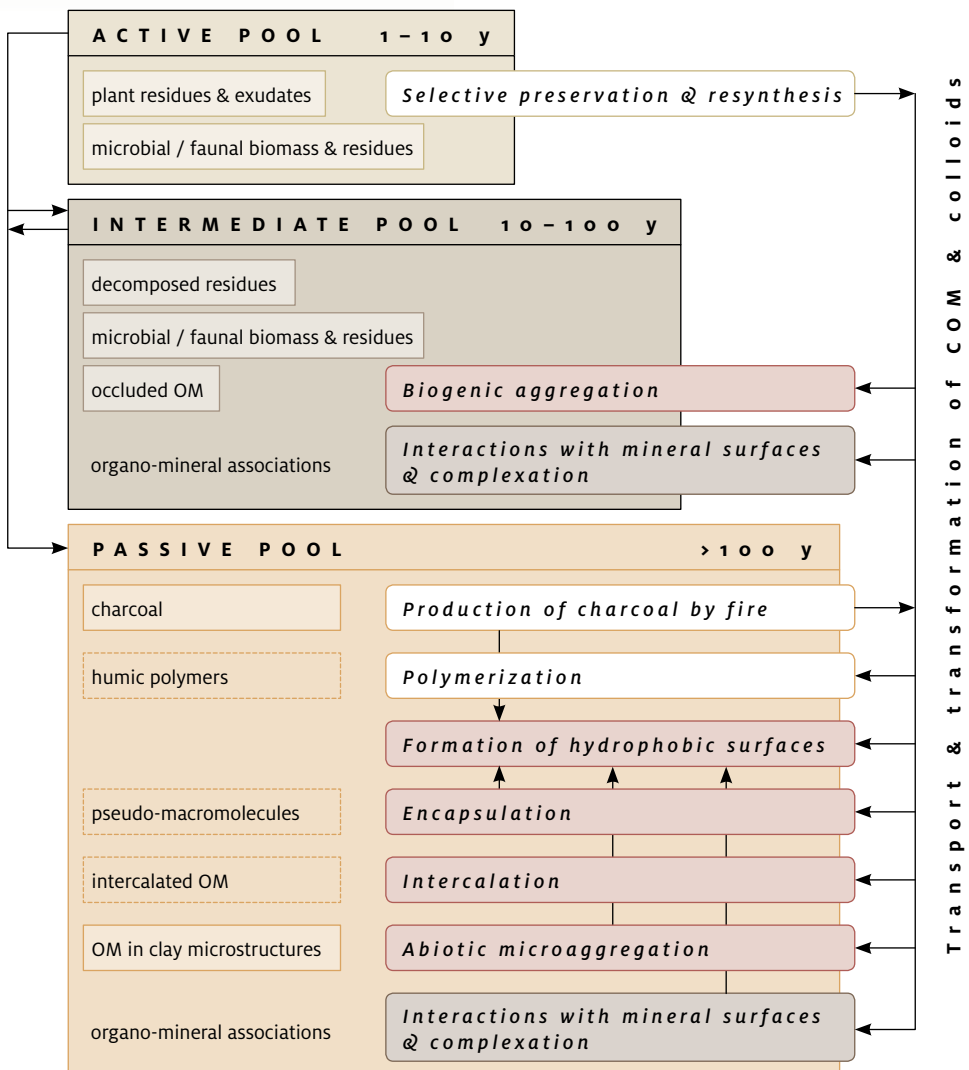 ACTIVE POOL 1–10 y
plant residues & exudates
Selective preservation & resynthesis
microbial / faunal biomass & residues
INTERMEDIATE POOL 10–100 y
decomposed residues
microbial / faunal biomass & residues
occluded OM
Biogenic aggregation
organo-mineral associations
Interactions with mineral surfaces
& complexation
PASSIVE POOL >100 y
charcoal
Production of charcoal by fire
humic polymers
Polymerization
Formation of hydrophobic surfaces
pseudo-macromolecules
Encapsulation
intercalated OM
Intercalation
OM in clay microstructures
Abiotic microaggregation
organo-mineral associations
Interactions with mineral surfaces
& complexation
Transport & transformation of COM & colloids